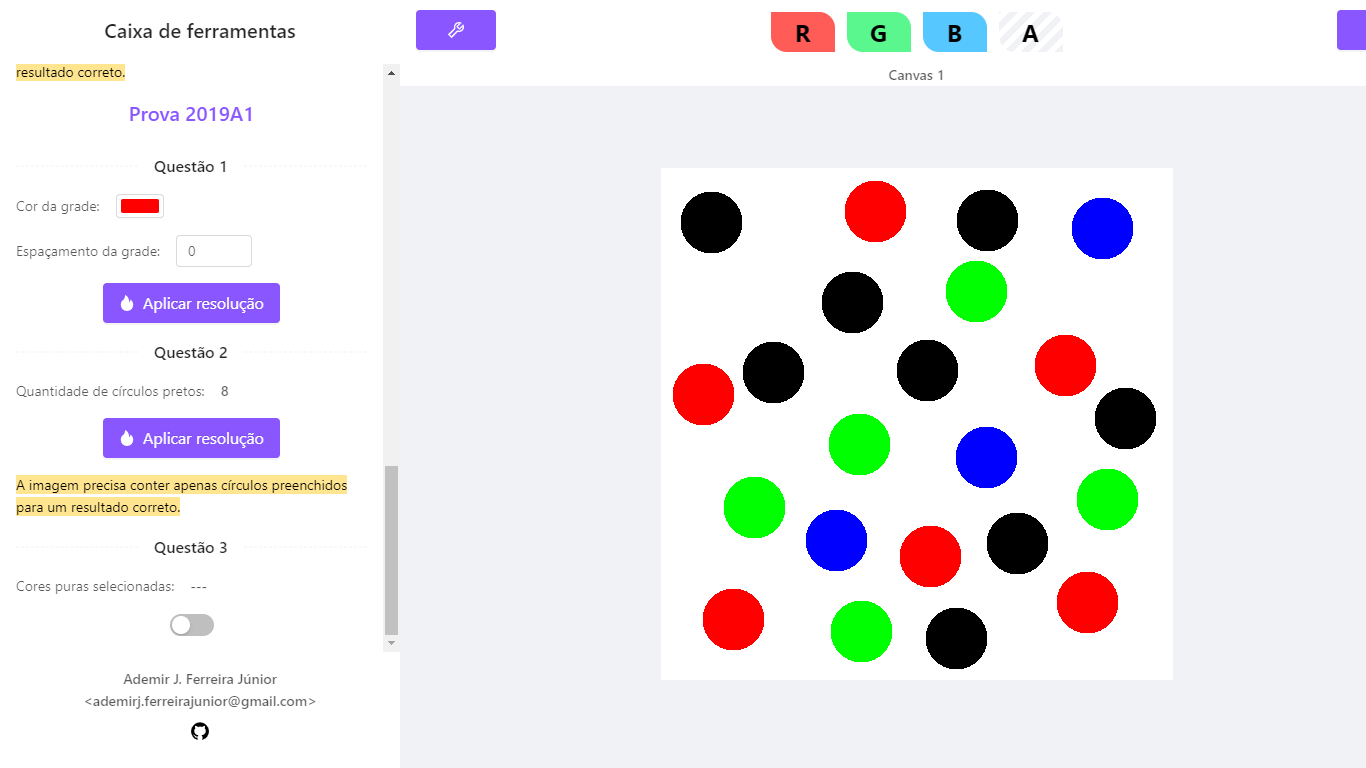 Caixa de ferramentas
resultado correto.
Prova 2019A1
Questão 1
Cor da grade:
Espaçamento da grade: 0
Aplicar resolução
Questão 2
Quantidade de círculos pretos: 8
Aplicar resolução
A imagem precisa conter apenas círculos preenchidos
para um resultado correto.
Questão 3
Cores puras selecionadas: ---
Ademir J. Ferreira Júnior
<ademirj.ferreirajunior@gmail.com>
R G B A
Canvas 1